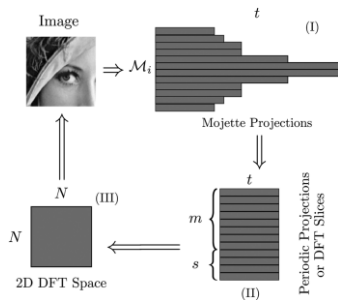 Image
t
(I)
ℳᵢ
Mojette Projections
t
m
s
(II)
Periodic Projections
or DFT Slices
N
(III)
N
2D DFT Space